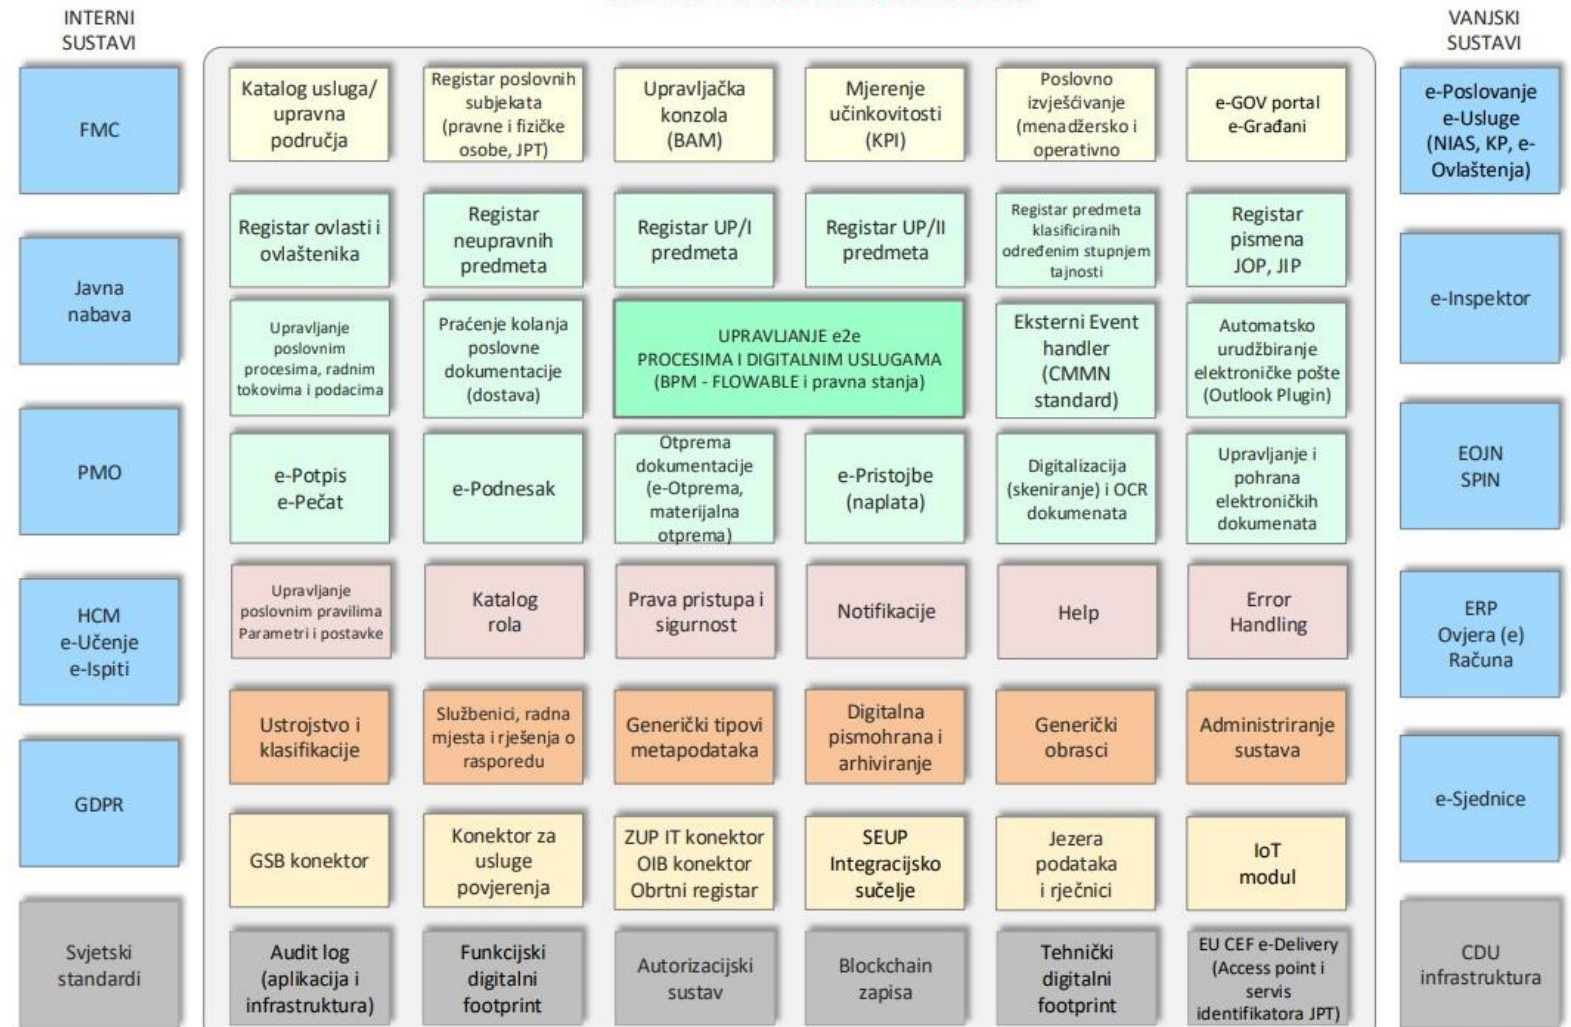 INTERNI
SUSTAVI
VANJSKI
SUSTAVI
FMC
Katalog usluga/
upravna
područja
Registar poslovnih
subjekata
(pravne i fizičke
osobe, JPT)
Upravljačka
konzola
(BAM)
Mjerenje
učinkovitosti
(KPI)
Poslovno
izvješćivanje
(menadžersko i
operativno
e-GOV portal
e-Građani
e-Poslovanje
e-Usluge
(NIAS, KP, e-
Ovlaštenja)
Registar ovlasti i
ovlaštenika
Registar
neupravnih
predmeta
Registar UP/I
predmeta
Registar UP/II
predmeta
Registar predmeta
klasificiranih
određenim stupnjem
tajnosti
Registar
pismena
JOP, JIP
Javna
nabava
e-Inspektor
Upravljanje
poslovnim
procesima, radnim
tokovima i podacima
Praćenje kolanja
poslovne
dokumentacije
(dostava)
UPRAVLJANJE e2e
PROCESIMA I DIGITALNIM USLUGAMA
(BPM - FLOWABLE i pravna stanja)
Eksterni Event
handler
(CMMN
standard)
Automatsko
urudžbiranje
elektroničke pošte
(Outlook Plugin)
PMO
e-Potpis
e-Pečat
e-Podnesak
Otprema
dokumentacije
(e-Otprema,
materijalna
otprema)
e-Pristojbe
(naplata)
Digitalizacija
(skeniranje) i OCR
dokumenata
Upravljanje i
pohrana
elektroničkih
dokumenata
EOJN
SPIN
HCM
e-Učenje
e-Ispiti
Upravljanje
poslovnim pravilima
Parametri i postavke
Katalog
rola
Prava pristupa i
sigurnost
Notifikacije
Help
Error
Handling
ERP
Ovjera (e)
Računa
Ustrojstvo i
klasifikacije
Službenici, radna
mjesta i rješenja o
rasporedu
Generički tipovi
metapodataka
Digitalna
pismohrana i
arhiviranje
Generički
obrasci
Administriranje
sustava
GDPR
e-Sjednice
GSB konektor
Konektor za
usluge
povjerenja
ZUP IT konektor
OIB konektor
Obrtni registar
SEUP
Integracijsko
sučelje
Jezera
podataka
i rječnici
IoT
modul
Svjetski
standardi
Audit log
(aplikacija i
infrastruktura)
Funkcijski
digitalni
footprint
Autorizacijski
sustav
Blockchain
zapisa
Tehnički
digitalni
footprint
EU CEF e-Delivery
(Access point i
servis
identifikatora JPT)
CDU
infrastruktura